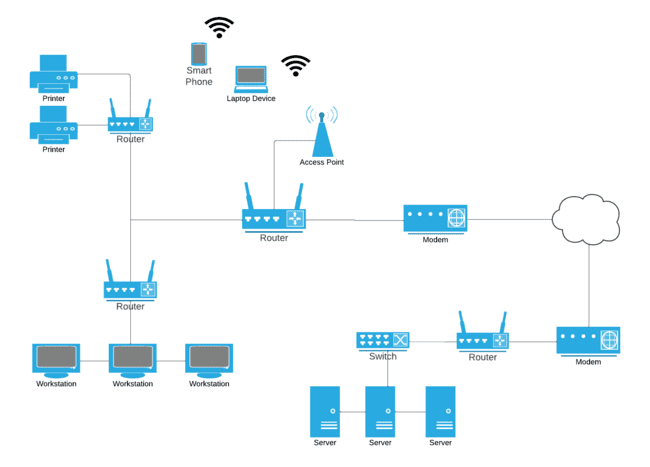 Smart
Phone
Laptop Device
Printer
Printer
Router
Access Point
Router
Modem
Router
Switch
Router
Modem
Workstation
Workstation
Workstation
Server
Server
Server